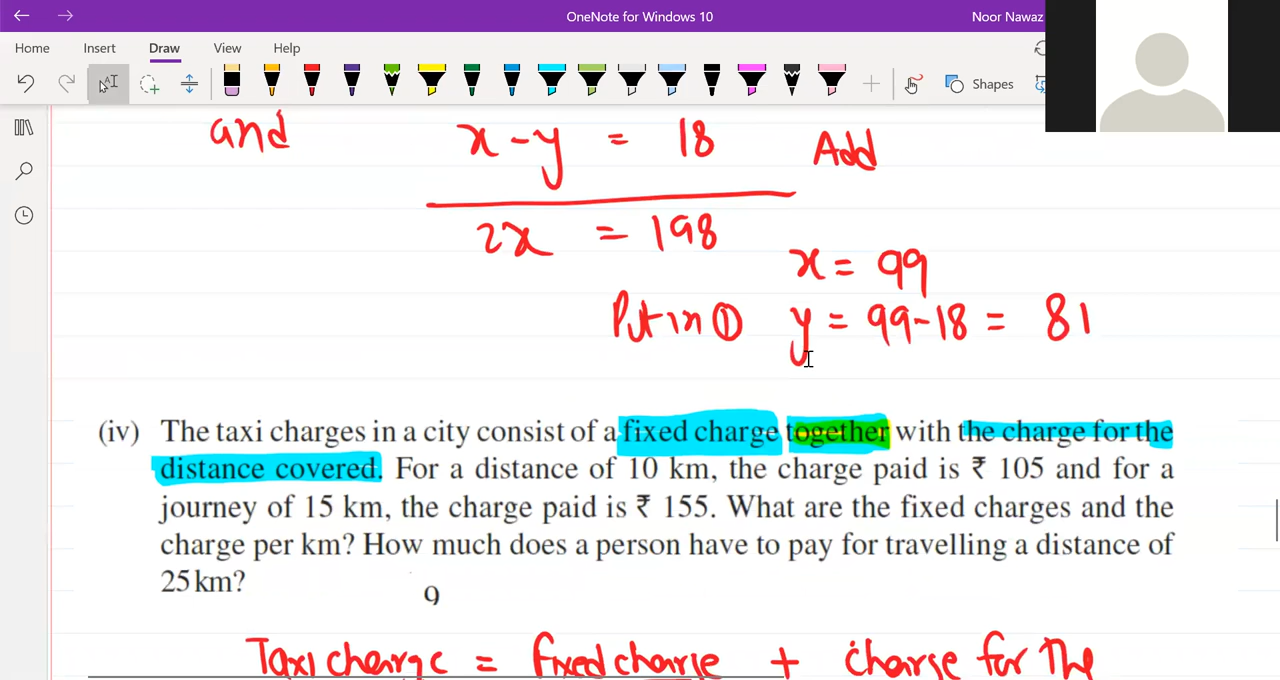 OneNote for Windows 10
Noor Nawaz
Home Insert Draw View Help
Shapes
and x - y = 18 Add
2x = 198
x = 99
Put in ① y = 99 - 18 = 81
(iv) The taxi charges in a city consist of a fixed charge together with the charge for the
distance covered. For a distance of 10 km, the charge paid is ₹ 105 and for a
journey of 15 km, the charge paid is ₹ 155. What are the fixed charges and the
charge per km? How much does a person have to pay for travelling a distance of
25 km?
9
Taxi charge = fixed charge + charge for the